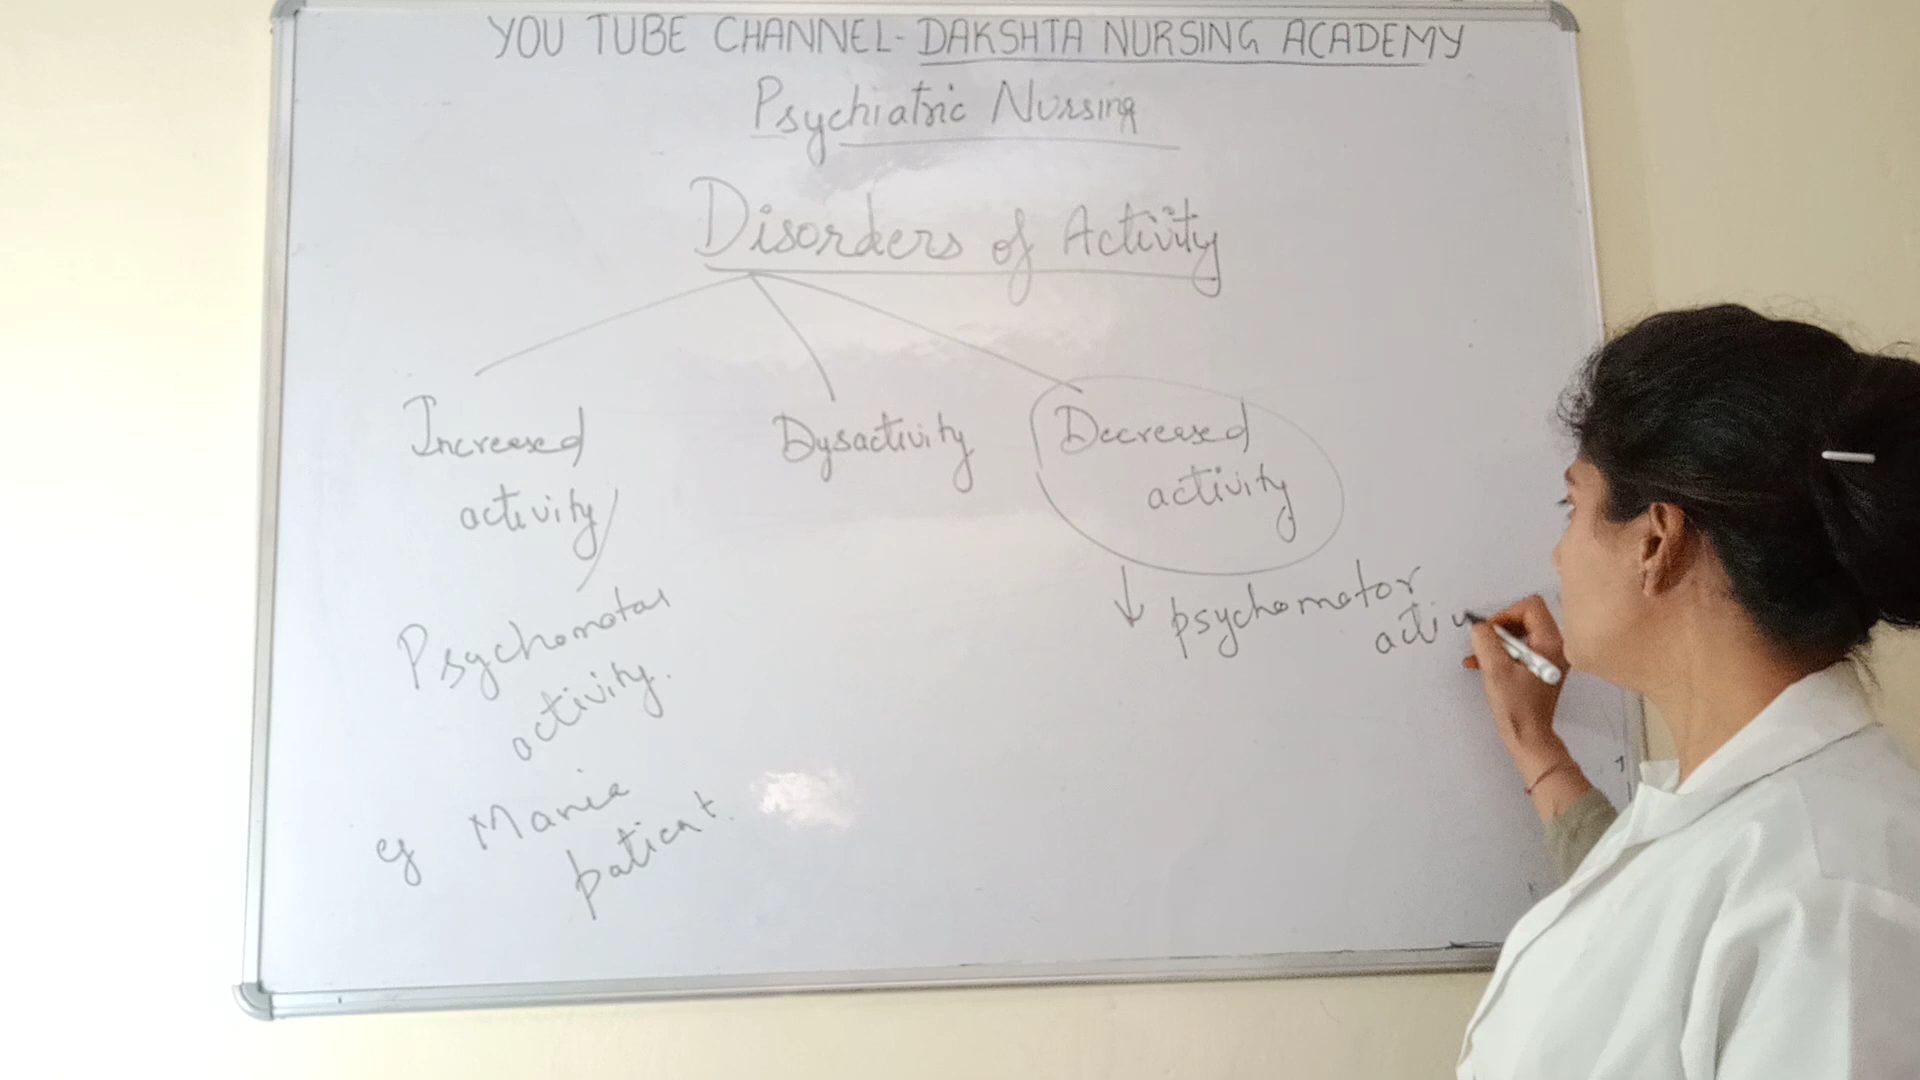 YOU TUBE CHANNEL- DAKSHTA NURSING ACADEMY
Psychiatric Nursing
Disorders of Activity
Increased
activity
Psychomotor
activity.
eg Mania
patient.
Dysactivity
Decreased
activity
↓ psychomotor
activ